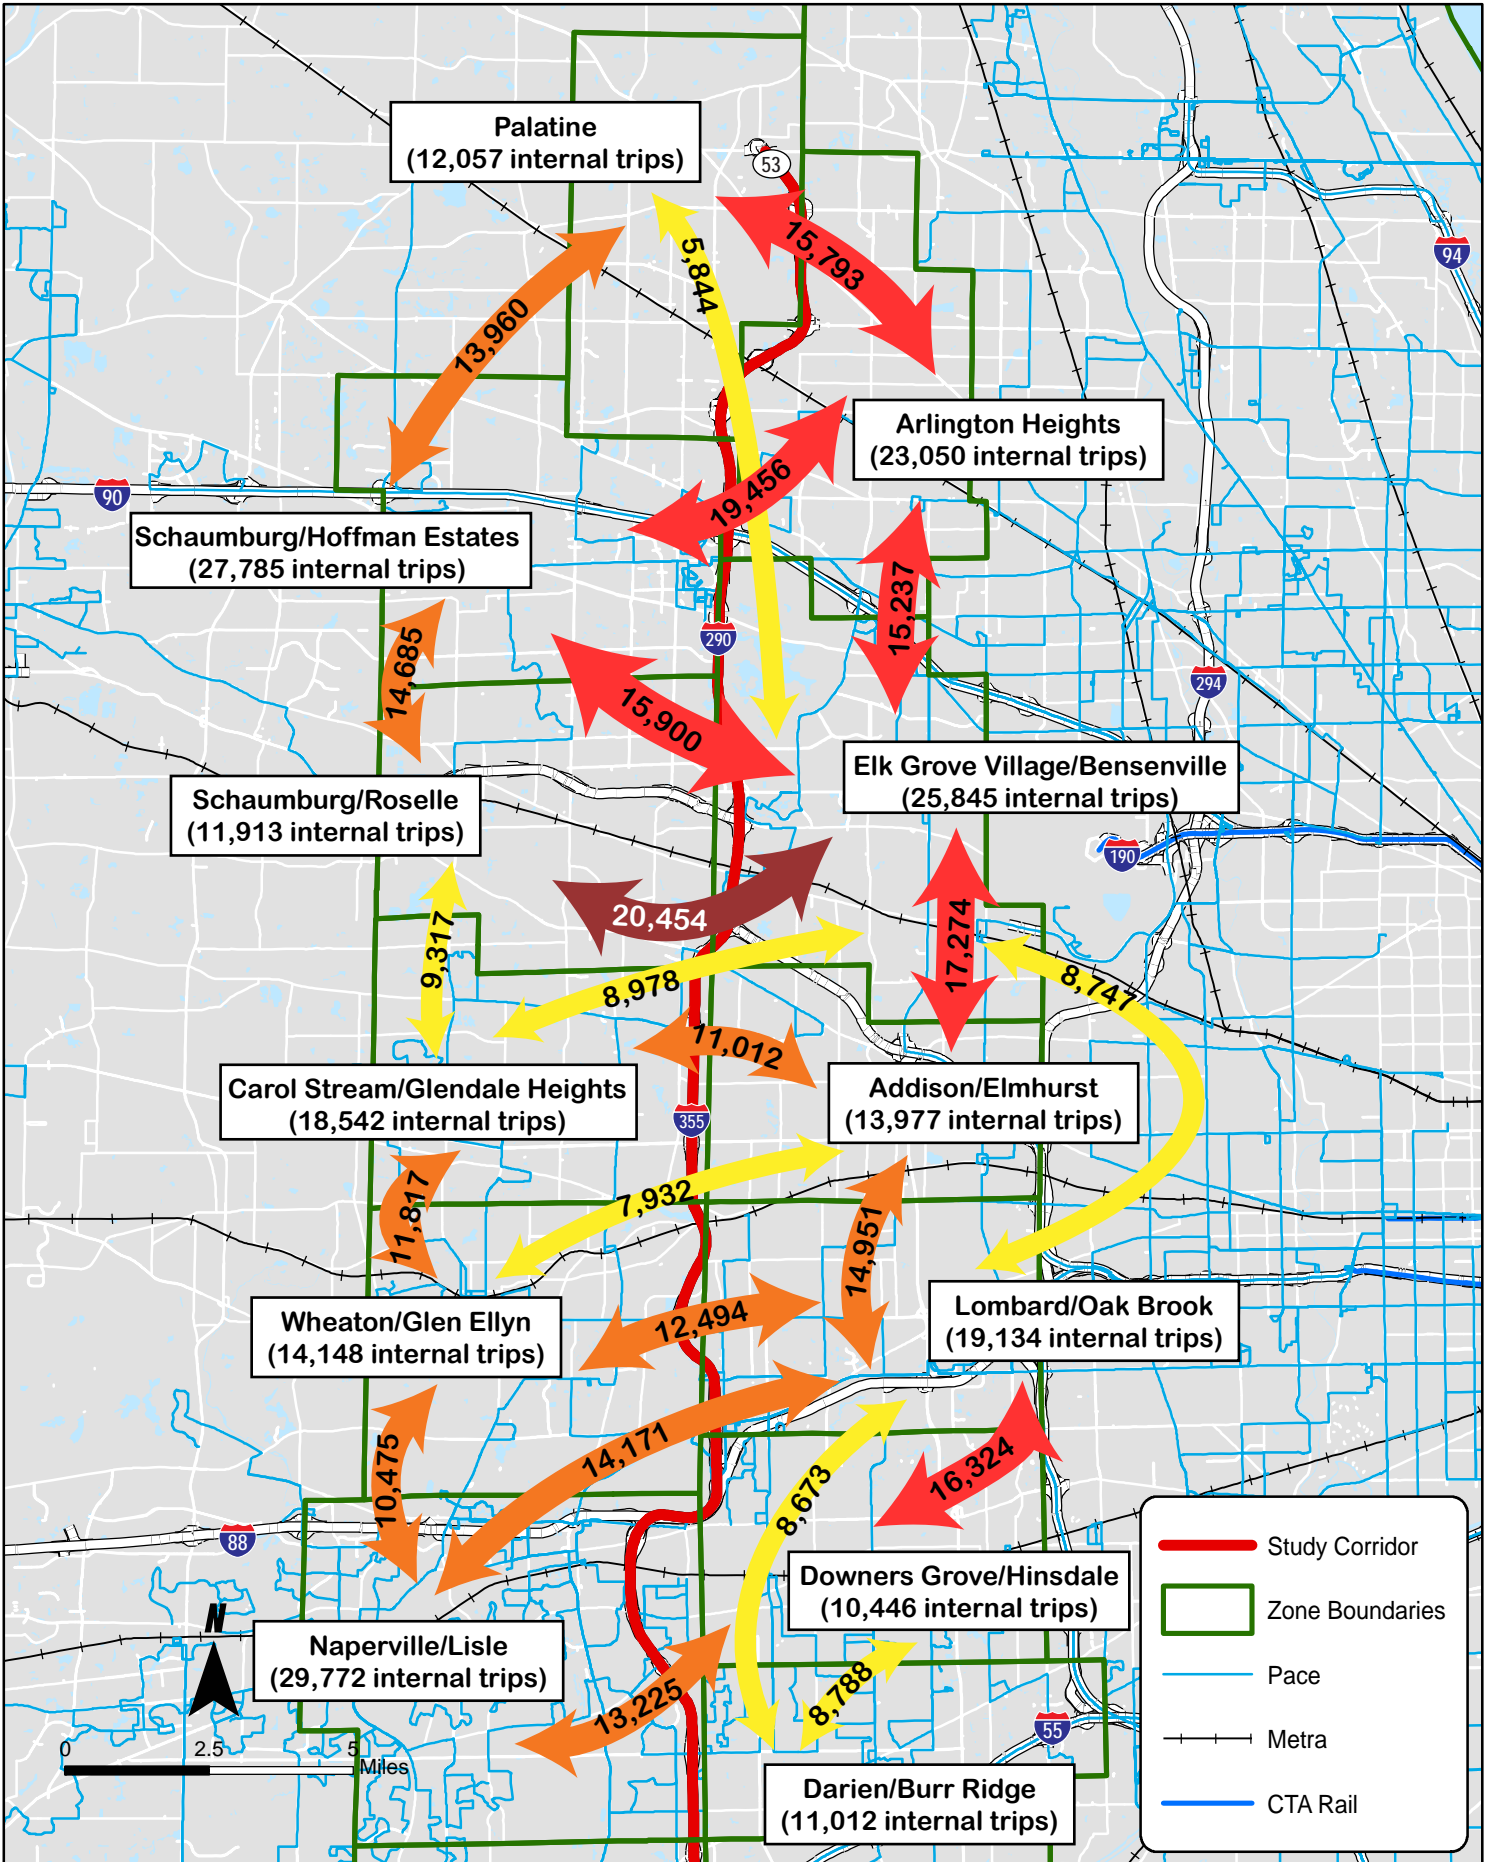 Palatine
(12,057 internal trips)
53
94
15,793
5,844
13,960
Arlington Heights
(23,050 internal trips)
90
19,456
Schaumburg/Hoffman Estates
(27,785 internal trips)
15,237
290
14,685
294
15,900
Elk Grove Village/Bensenville
(25,845 internal trips)
Schaumburg/Roselle
(11,913 internal trips)
190
20,454
9,317
17,274
8,978
8,747
11,012
Carol Stream/Glendale Heights
(18,542 internal trips)
Addison/Elmhurst
(13,977 internal trips)
355
11,817
7,932
14,951
Wheaton/Glen Ellyn
(14,148 internal trips)
12,494
Lombard/Oak Brook
(19,134 internal trips)
10,475
14,171
16,324
8,673
88
Downers Grove/Hinsdale
(10,446 internal trips)
N
Naperville/Lisle
(29,772 internal trips)
13,225
8,788
55
0 2.5 5
Miles
Darien/Burr Ridge
(11,012 internal trips)
Study Corridor
Zone Boundaries
Pace
Metra
CTA Rail